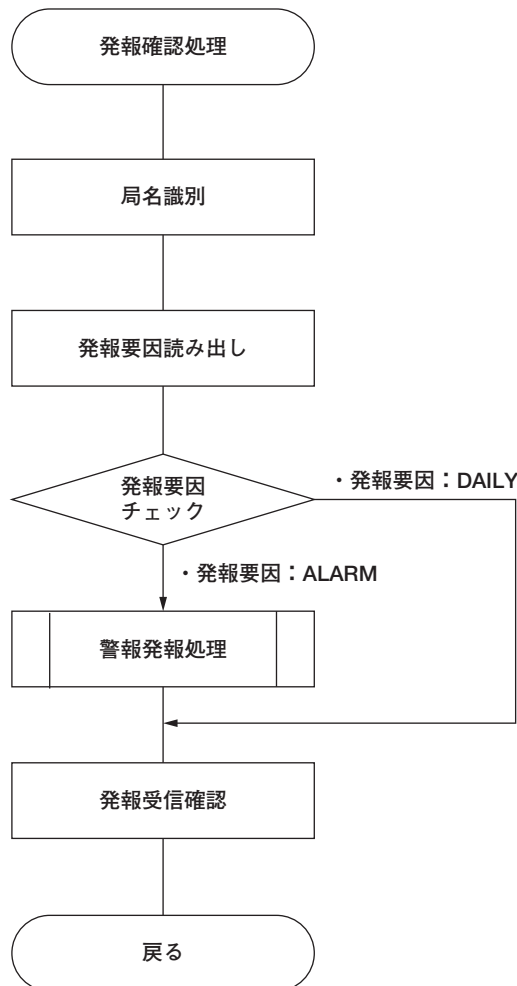 発報確認処理
局名識別
発報要因読み出し
発報要因
チェック
・発報要因：DAILY
・発報要因：ALARM
警報発報処理
発報受信確認
戻る